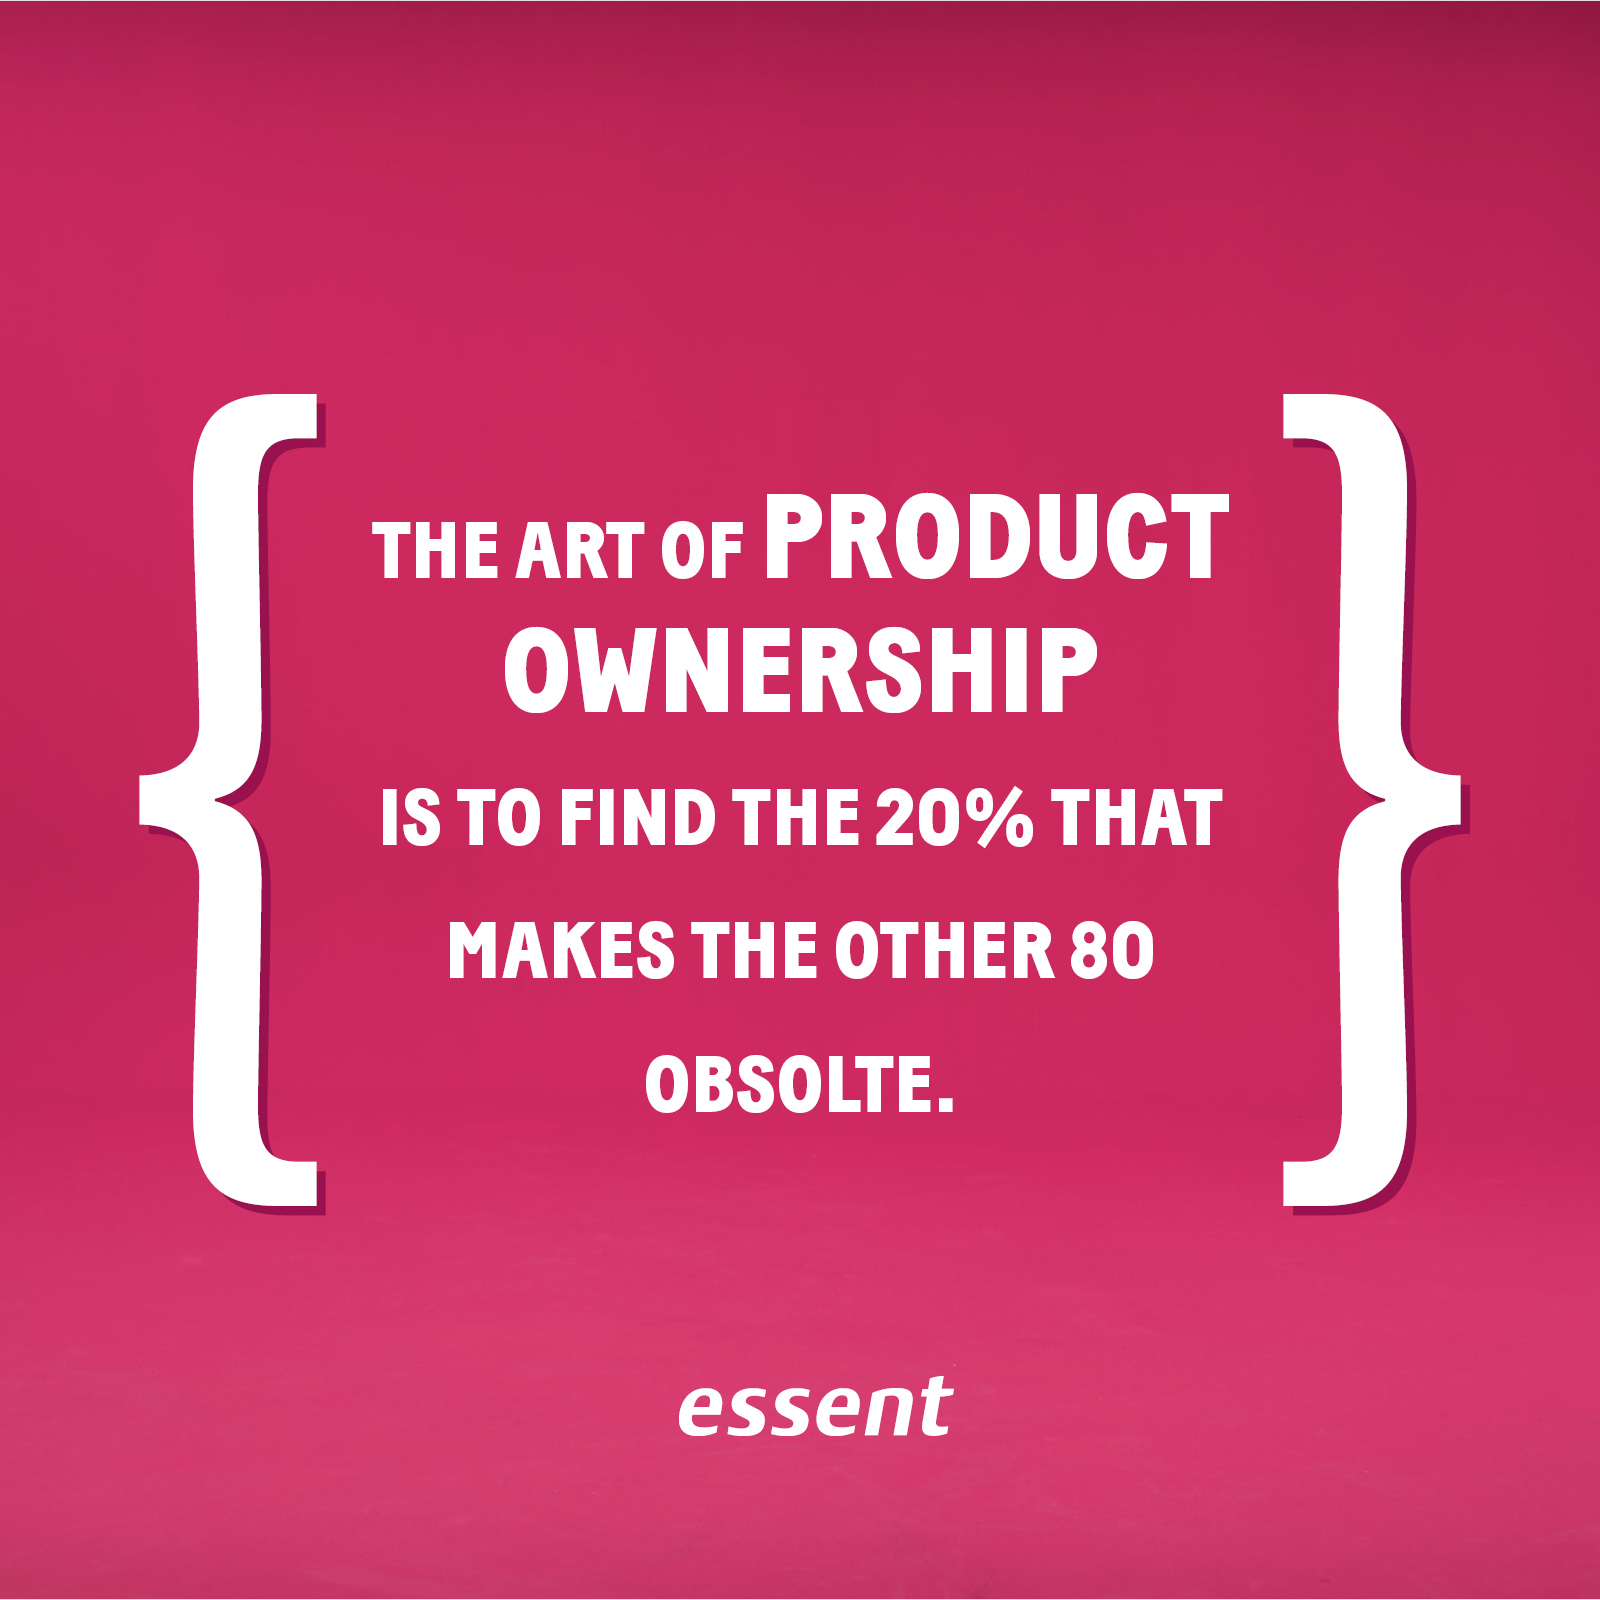 THE ART OF PRODUCT
OWNERSHIP
IS TO FIND THE 20% THAT
MAKES THE OTHER 80
OBSOLTE.
essent